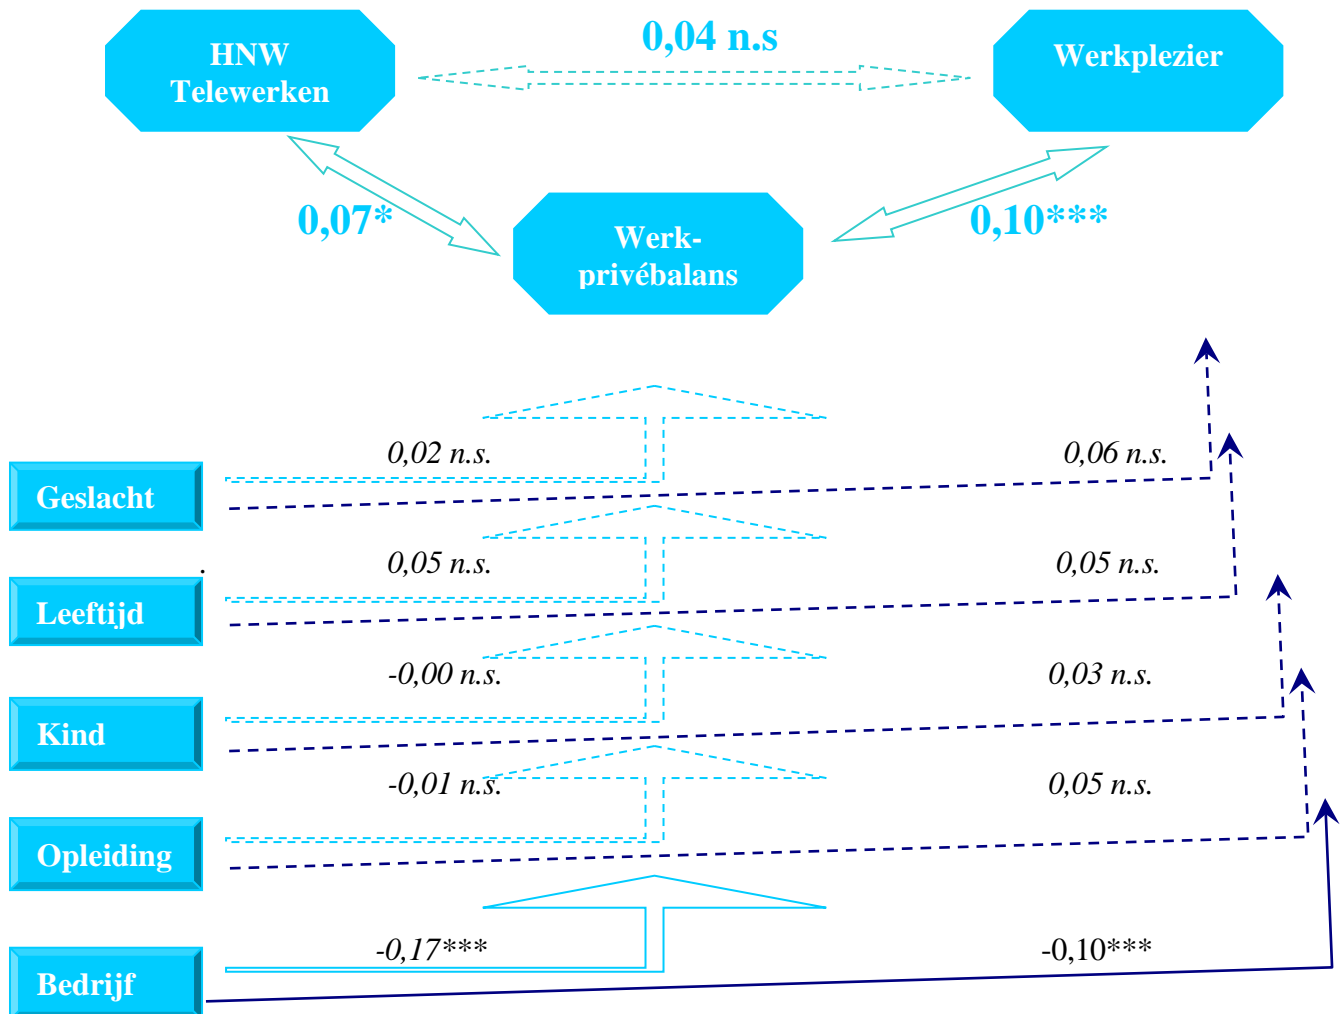 0,04 n.s
HNW
Telewerken
Werkplezier
0,07*
0,10***
Werk-
privébalans
0,02 n.s.
0,06 n.s.
Geslacht
.
0,05 n.s.
0,05 n.s.
Leeftijd
-0,00 n.s.
0,03 n.s.
Kind
-0,01 n.s.
0,05 n.s.
Opleiding
-0,17***
-0,10***
Bedrijf